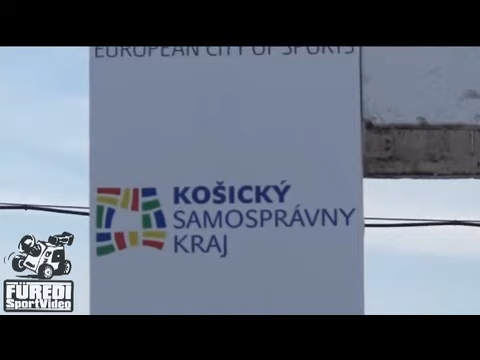 EUROPEAN CITY OF SPORTS
KOŠICKÝ
SAMOSPRÁVNY
KRAJ
FÜREDI
SportVideo